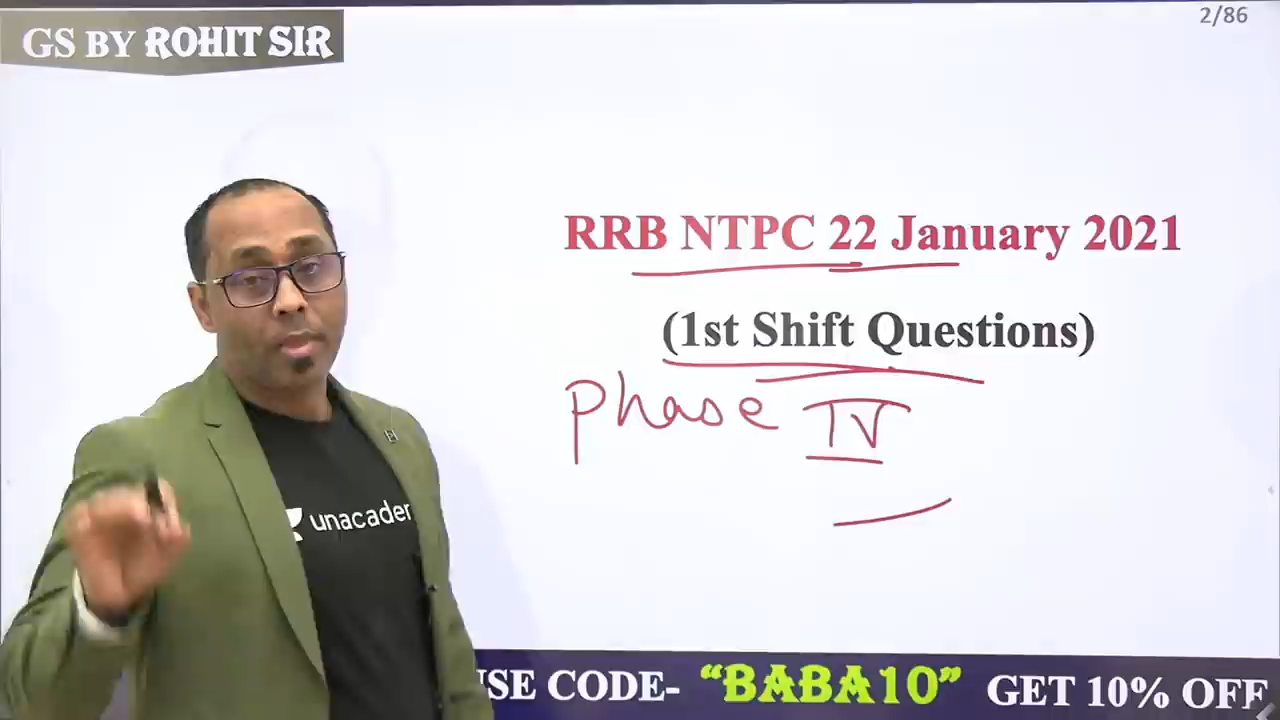 GS BY ROHIT SIR
2/86
RRB NTPC 22 January 2021
(1st Shift Questions)
Phase IV
unacader
USE CODE- “BABA10” GET 10% OFF